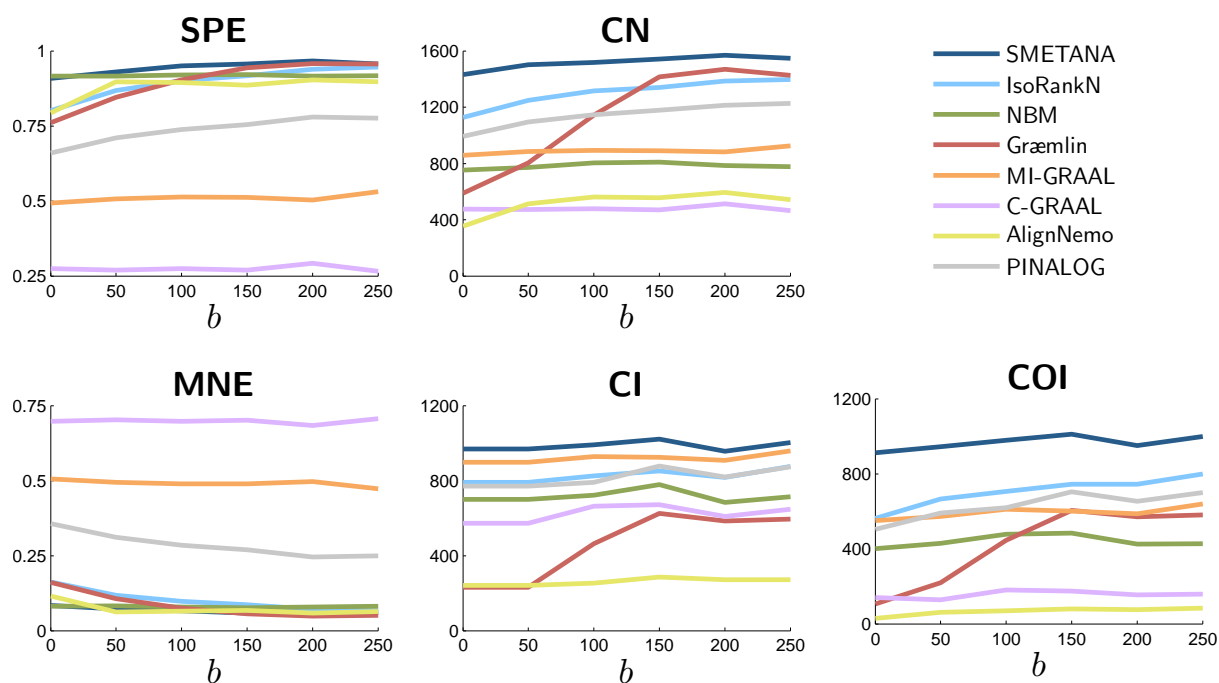 SPE
1
0.75
0.5
0.25
0 50 100 150 200 250
b
CN
1600
1200
800
400
0
0 50 100 150 200 250
b
SMETANA
IsoRankN
NBM
Græmlin
MI-GRAAL
C-GRAAL
AlignNemo
PINALOG
MNE
0.75
0.5
0.25
0
0 50 100 150 200 250
b
CI
1200
800
400
0
0 50 100 150 200 250
b
COI
1200
800
400
0
0 50 100 150 200 250
b